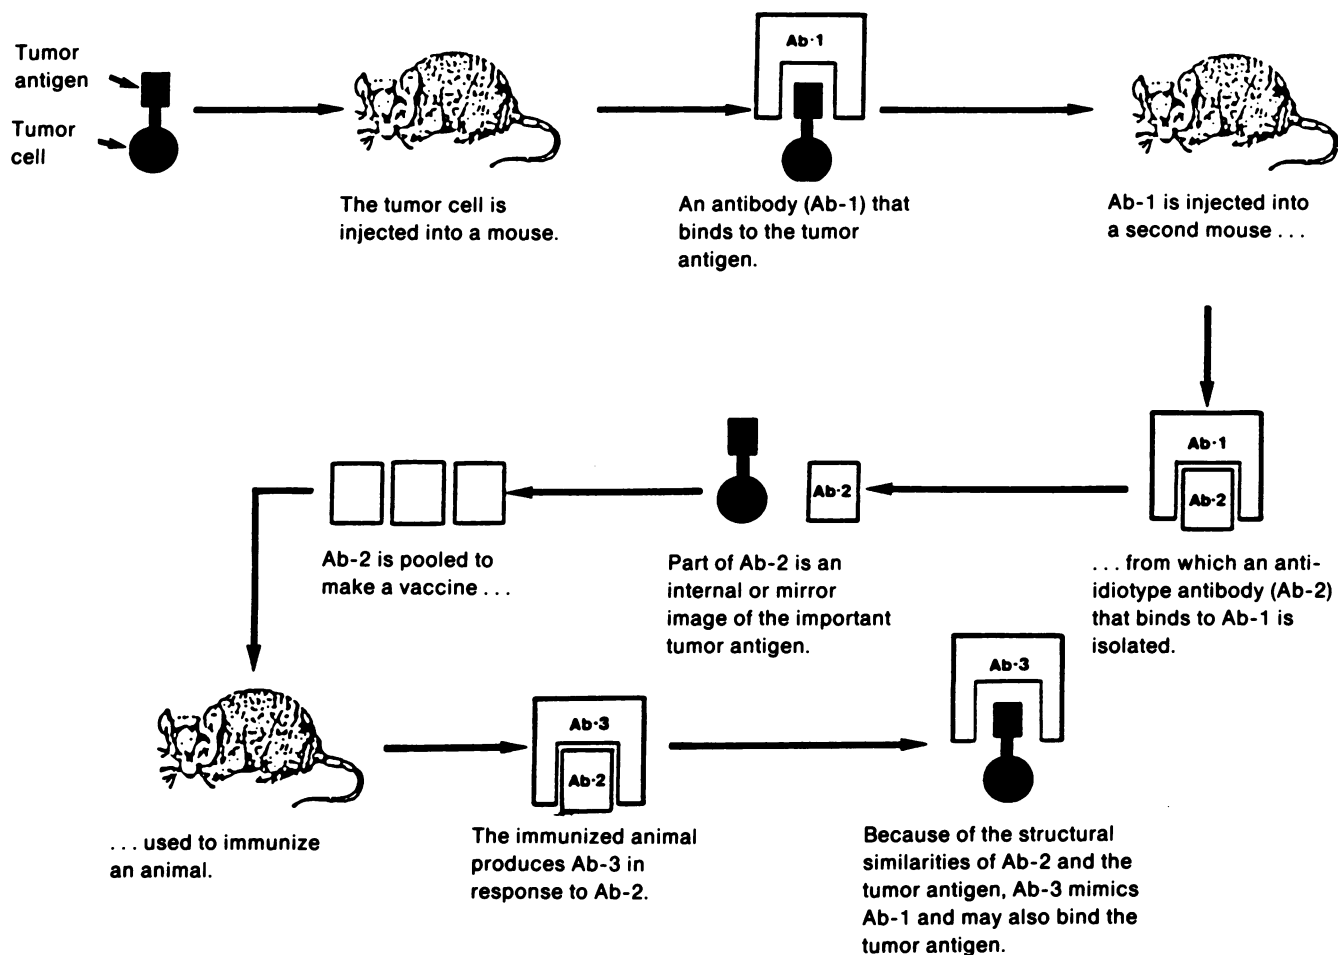 Tumor
antigen
Tumor
cell
The tumor cell is
injected into a mouse.
Ab·1
An antibody (Ab-1) that
binds to the tumor
antigen.
Ab-1 is injected into
a second mouse . . .
Ab·1
Ab·2
. . . from which an anti-
idiotype antibody (Ab-2)
that binds to Ab-1 is
isolated.
Ab·2
Part of Ab-2 is an
internal or mirror
image of the important
tumor antigen.
Ab-2 is pooled to
make a vaccine . . .
. . . used to immunize
an animal.
Ab·3
Ab·2
The immunized animal
produces Ab-3 in
response to Ab-2.
Ab·3
Because of the structural
similarities of Ab-2 and the
tumor antigen, Ab-3 mimics
Ab-1 and may also bind the
tumor antigen.